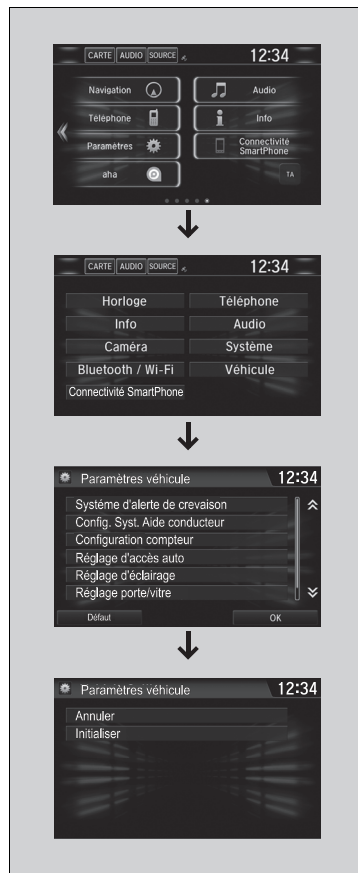 CARTE AUDIO SOURCE 12:34
Navigation Audio
Téléphone Info
Paramètres Connectivité
SmartPhone
aha TA
CARTE AUDIO SOURCE 12:34
Horloge Téléphone
Info Audio
Caméra Système
Bluetooth / Wi-Fi Véhicule
Connectivité SmartPhone
Paramètres véhicule 12:34
Systéme d'alerte de crevaison
Config. Syst. Aide conducteur
Configuration compteur
Réglage d'accès auto
Réglage d'éclairage
Réglage porte/vitre
Défaut OK
Paramètres véhicule 12:34
Annuler
Initialiser